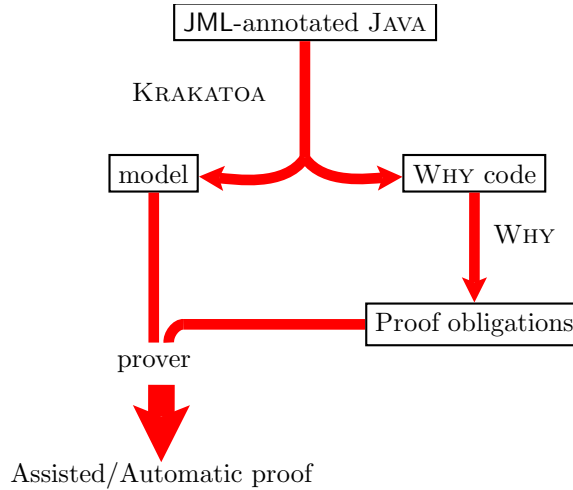 JML-annotated JAVA
KRAKATOA
model
WHY code
WHY
Proof obligations
prover
Assisted/Automatic proof